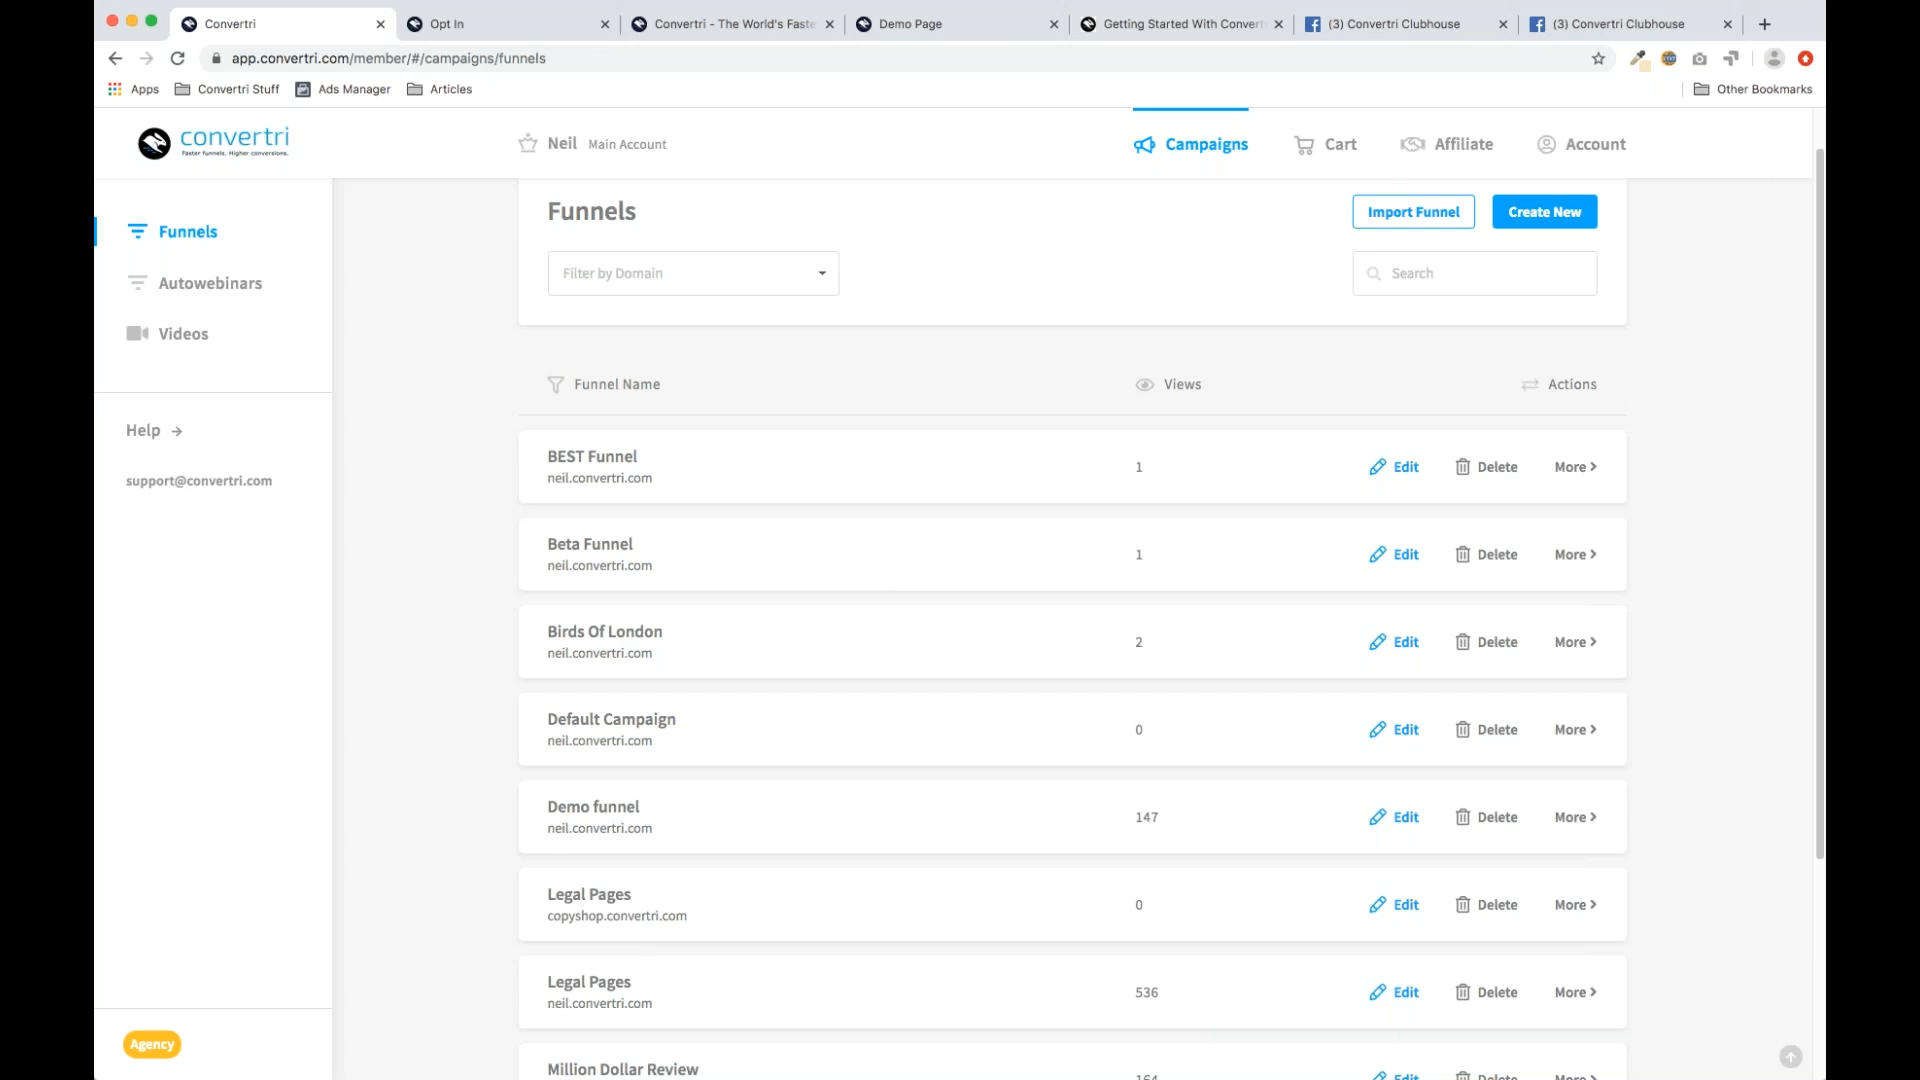 Convertri
Opt In
Convertri - The World's Faste
Demo Page
Getting Started With Convert
(3) Convertri Clubhouse
(3) Convertri Clubhouse
app.convertri.com/member/#/campaigns/funnels
Apps
Convertri Stuff
Ads Manager
Articles
Other Bookmarks
convertri
Faster funnels. Higher conversions.
Neil Main Account
Campaigns
Cart
Affiliate
Account
Funnels
Autowebinars
Videos
Help
support@convertri.com
Agency
Funnels
Import Funnel
Create New
Filter by Domain
Search
Funnel Name
Views
Actions
BEST Funnel
neil.convertri.com
1
Edit
Delete
More
Beta Funnel
neil.convertri.com
1
Edit
Delete
More
Birds Of London
neil.convertri.com
2
Edit
Delete
More
Default Campaign
neil.convertri.com
0
Edit
Delete
More
Demo funnel
neil.convertri.com
147
Edit
Delete
More
Legal Pages
copyshop.convertri.com
0
Edit
Delete
More
Legal Pages
neil.convertri.com
536
Edit
Delete
More
Million Dollar Review
164
Edit
Delete
More